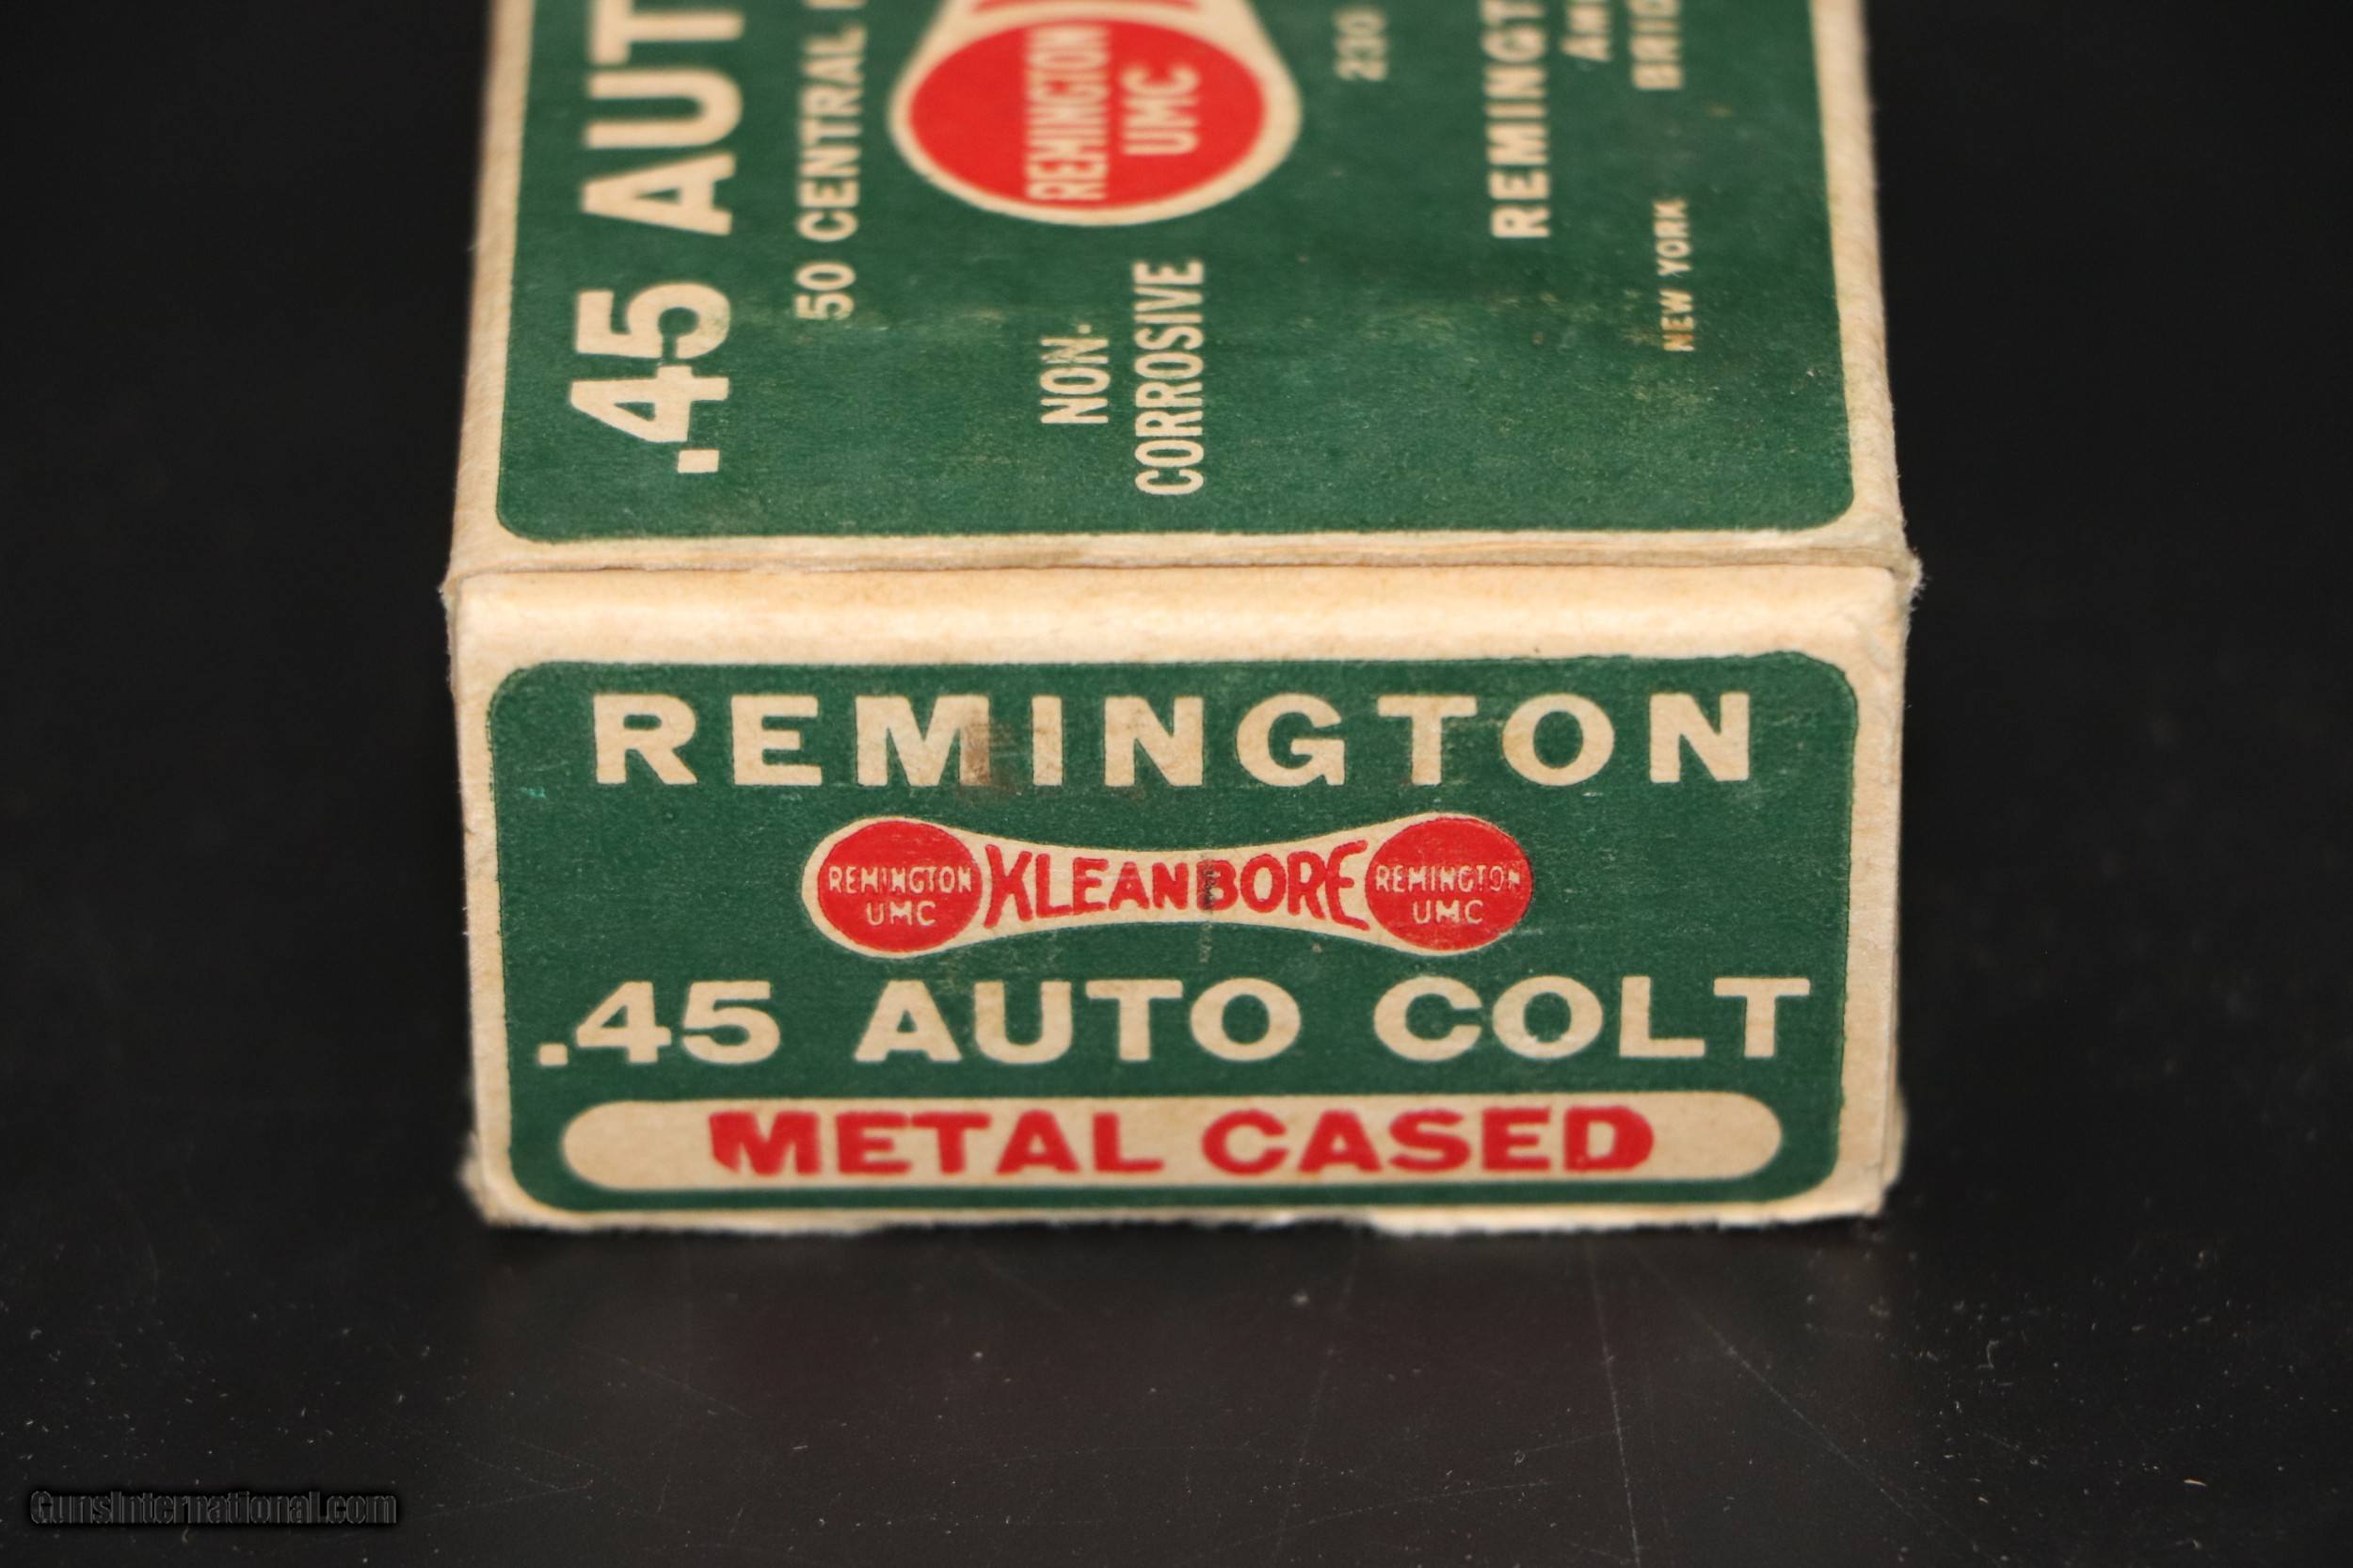 .45 AUT
50 CENTRAL
REMINGTON
UMC
NON-
CORROSIVE
230
REMINGT
NEW YORK
REMINGTON
REMINGTON UMC KLEANBORE REMINGTON UMC
.45 AUTO COLT
METAL CASED
GunsInternational.com